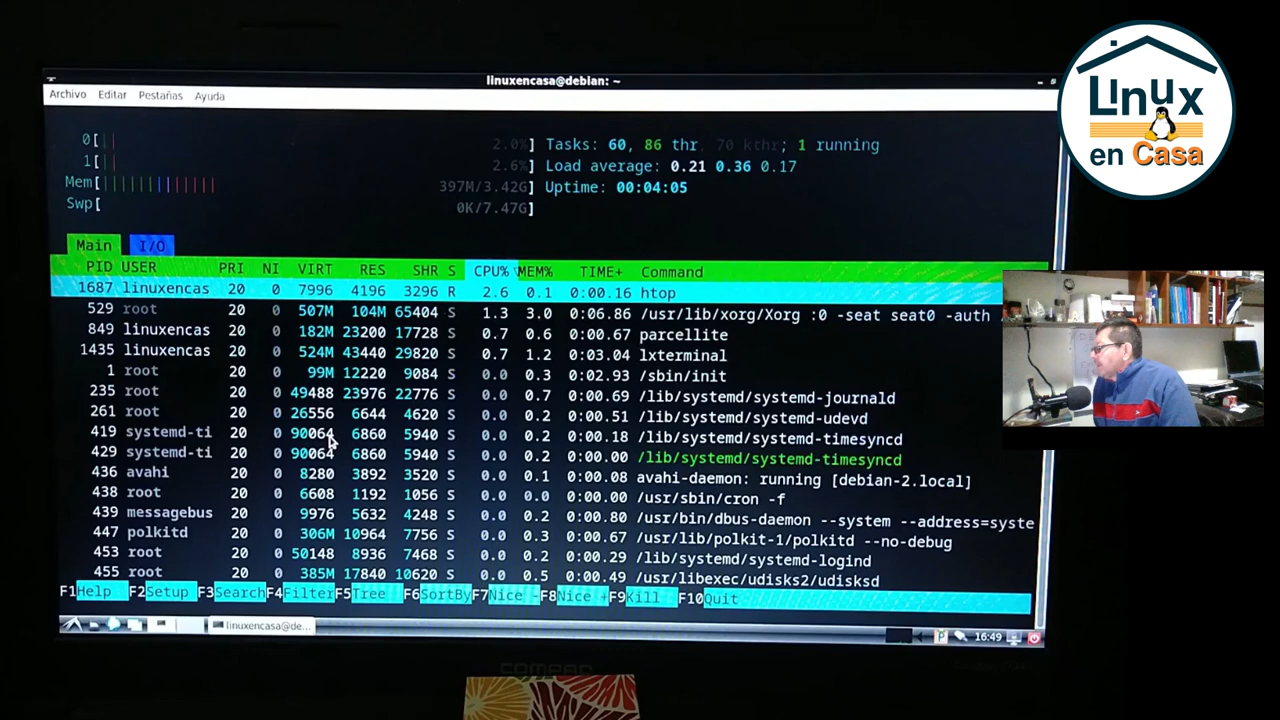 linuxencasa@debian: ~
Archivo Editar Pestañas Ayuda
0[|| 2.0%] Tasks: 60, 86 thr, 70 kthr; 1 running
1[|| 2.6%] Load average: 0.21 0.36 0.17
Mem[|||||||||||||| 397M/3.42G] Uptime: 00:04:05
Swp[ 0K/7.47G]
Main I/O
PID USER PRI NI VIRT RES SHR S CPU%▽MEM% TIME+ Command
1687 linuxencas 20 0 7996 4196 3296 R 2.6 0.1 0:00.16 htop
529 root 20 0 507M 104M 65404 S 1.3 3.0 0:06.86 /usr/lib/xorg/Xorg :0 -seat seat0 -auth
849 linuxencas 20 0 182M 23200 17728 S 0.7 0.6 0:00.67 parcellite
1435 linuxencas 20 0 524M 43440 29820 S 0.7 1.2 0:03.04 lxterminal
1 root 20 0 99M 12220 9084 S 0.0 0.3 0:02.93 /sbin/init
235 root 20 0 49488 23976 22776 S 0.0 0.7 0:00.69 /lib/systemd/systemd-journald
261 root 20 0 26556 6644 4620 S 0.0 0.2 0:00.51 /lib/systemd/systemd-udevd
419 systemd-ti 20 0 90064 6860 5940 S 0.0 0.2 0:00.18 /lib/systemd/systemd-timesyncd
429 systemd-ti 20 0 90064 6860 5940 S 0.0 0.2 0:00.00 /lib/systemd/systemd-timesyncd
436 avahi 20 0 8280 3892 3520 S 0.0 0.1 0:00.08 avahi-daemon: running [debian-2.local]
438 root 20 0 6608 1192 1056 S 0.0 0.0 0:00.00 /usr/sbin/cron -f
439 messagebus 20 0 9976 5632 4248 S 0.0 0.2 0:00.80 /usr/bin/dbus-daemon --system --address=syste
447 polkitd 20 0 306M 10964 7756 S 0.0 0.3 0:00.67 /usr/lib/polkit-1/polkitd --no-debug
453 root 20 0 50148 8936 7468 S 0.0 0.2 0:00.29 /lib/systemd/systemd-logind
455 root 20 0 385M 17840 10620 S 0.0 0.5 0:00.49 /usr/libexec/udisks2/udisksd
F1Help F2Setup F3SearchF4FilterF5Tree F6SortByF7Nice -F8Nice +F9Kill F10Quit
linuxencasa@de...
16:49
COMPAQ
Linux
en Casa